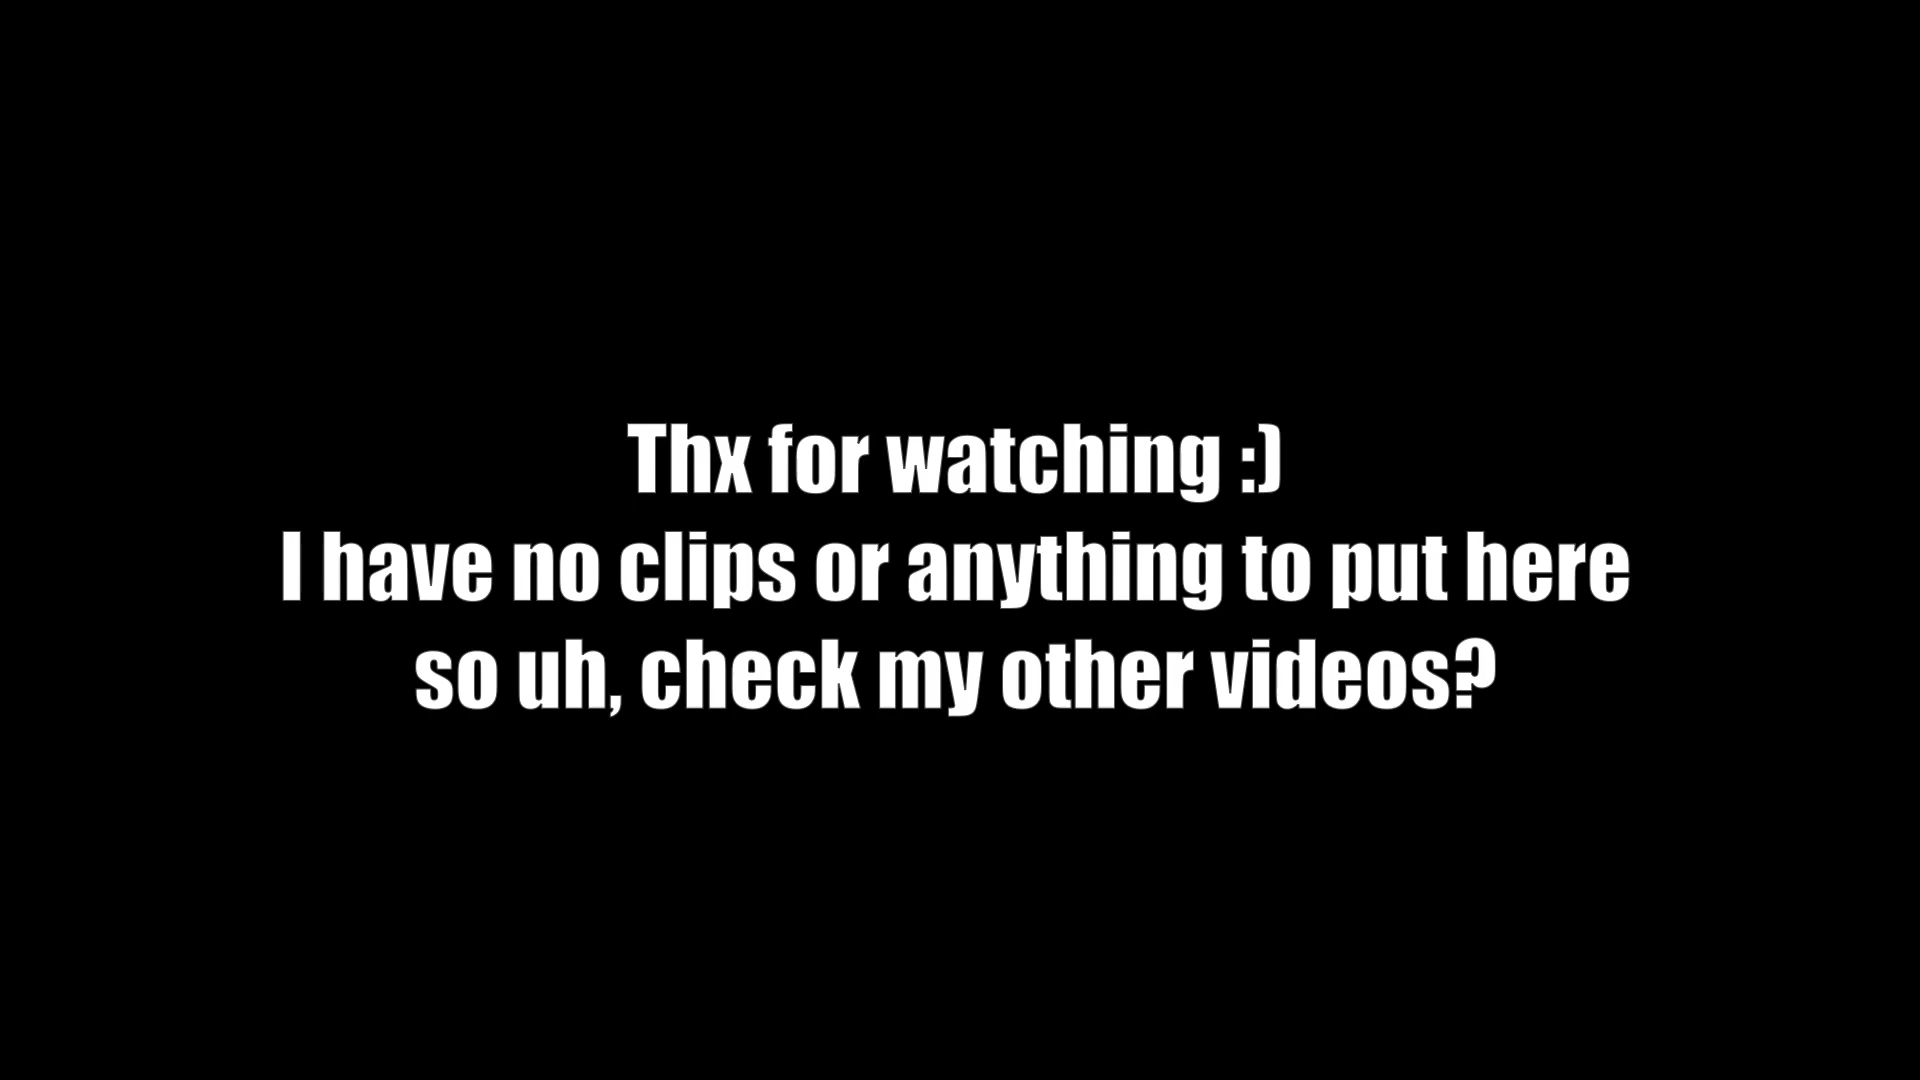 Thx for watching :)
I have no clips or anything to put here
so uh, check my other videos?